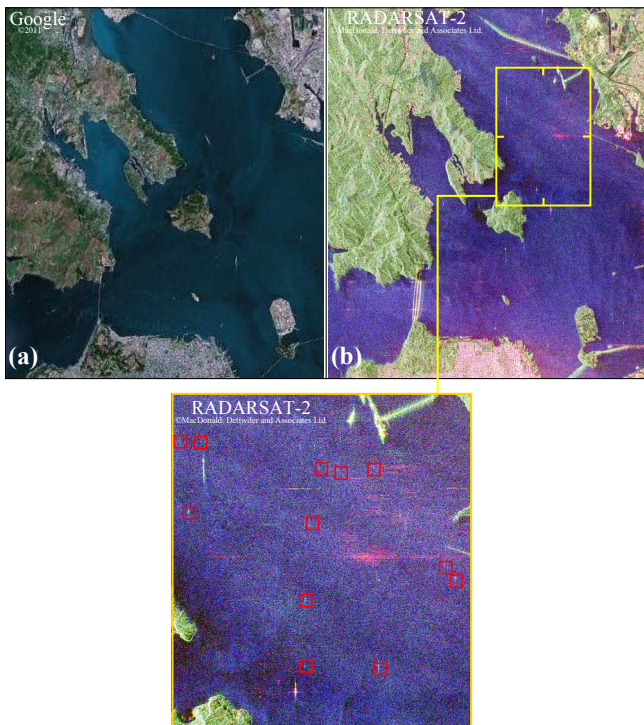 Google
©2011
(a)
RADARSAT-2
©MacDonald, Dettwiler and Associates Ltd.
(b)
RADARSAT-2
©MacDonald, Dettwiler and Associates Ltd.